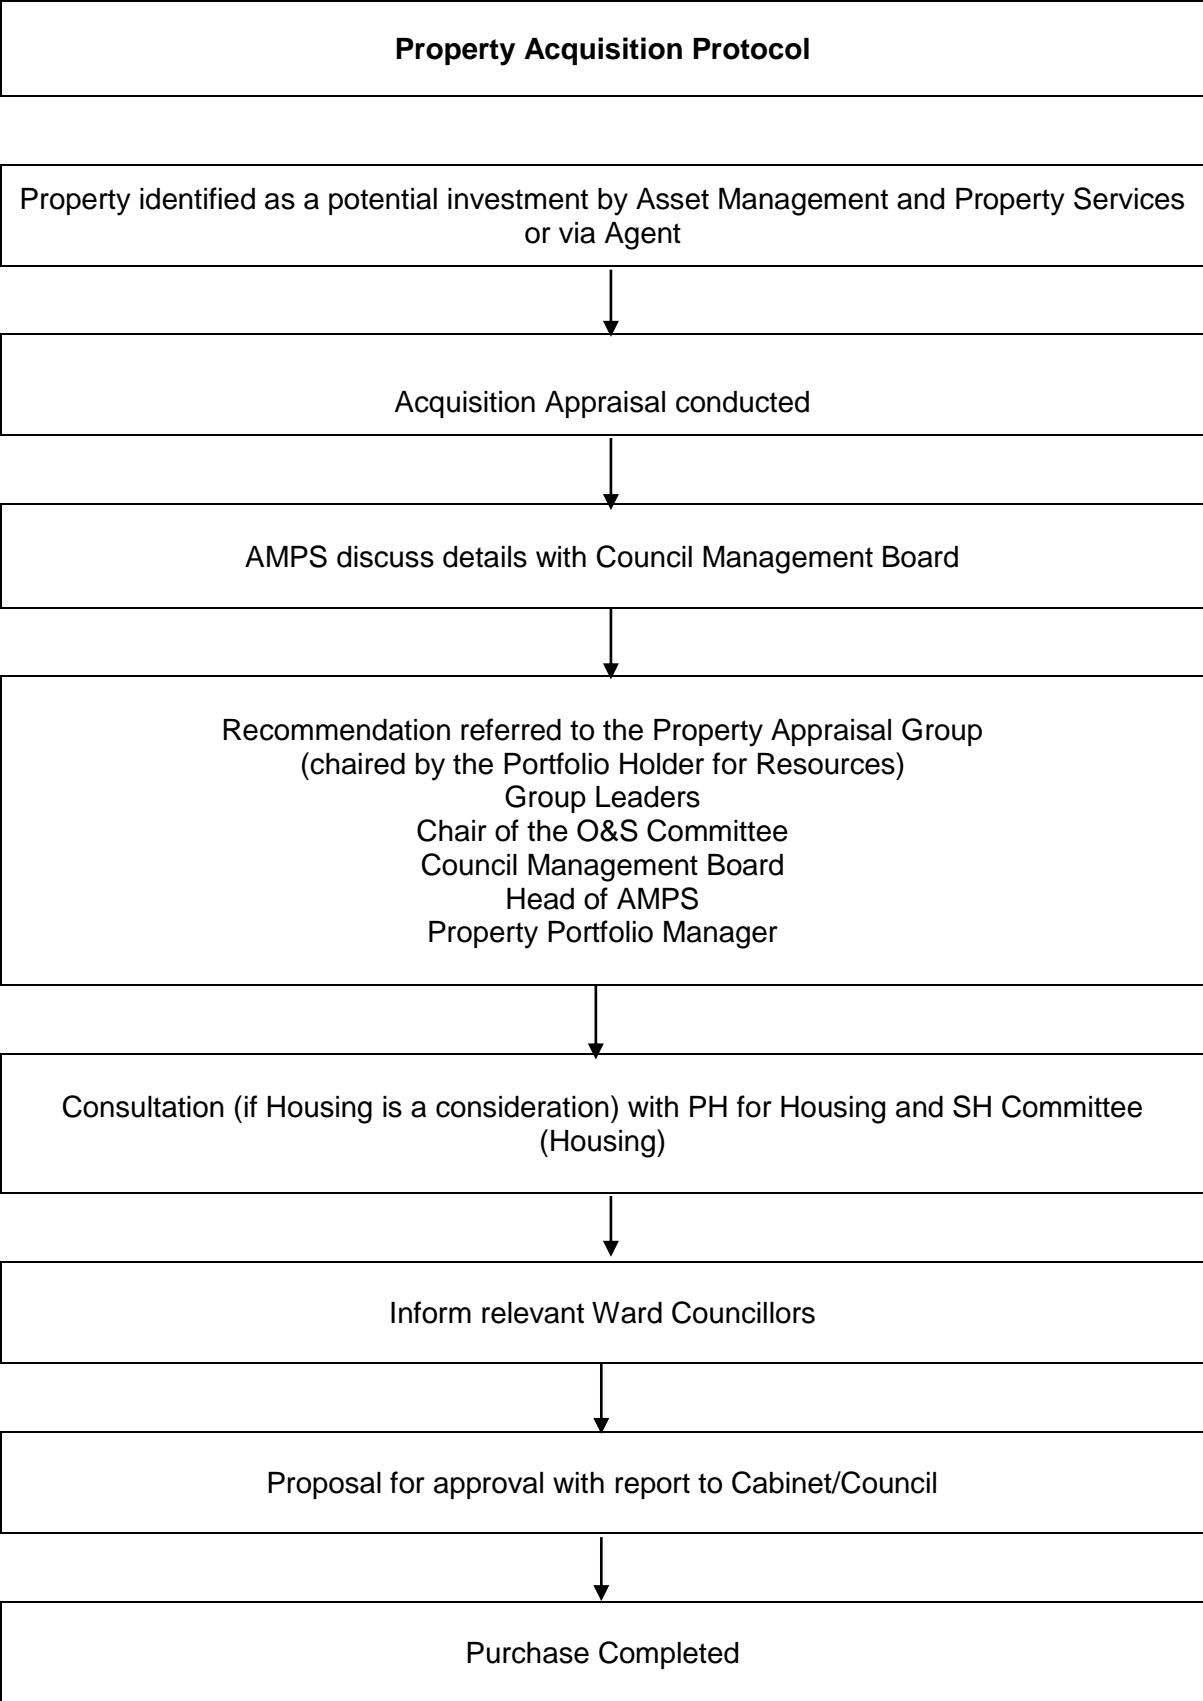 Property Acquisition Protocol
Property identified as a potential investment by Asset Management and Property Services
or via Agent
Acquisition Appraisal conducted
AMPS discuss details with Council Management Board
Recommendation referred to the Property Appraisal Group
(chaired by the Portfolio Holder for Resources)
Group Leaders
Chair of the O&S Committee
Council Management Board
Head of AMPS
Property Portfolio Manager
Consultation (if Housing is a consideration) with PH for Housing and SH Committee
(Housing)
Inform relevant Ward Councillors
Proposal for approval with report to Cabinet/Council
Purchase Completed